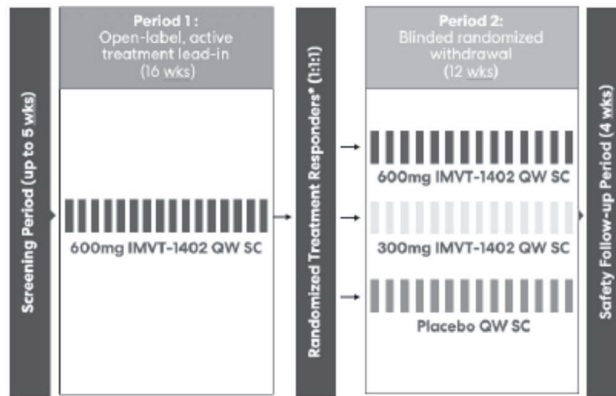 Screening Period (up to 5 wks)
Period 1:
Open-label, active
treatment lead-in
(16 wks)
600mg IMVT-1402 QW SC
Randomized Treatment Responders* (1:1:1)
Period 2:
Blinded randomized
withdrawal
(12 wks)
600mg IMVT-1402 QW SC
300mg IMVT-1402 QW SC
Placebo QW SC
Safety Follow-up Period (4 wks)